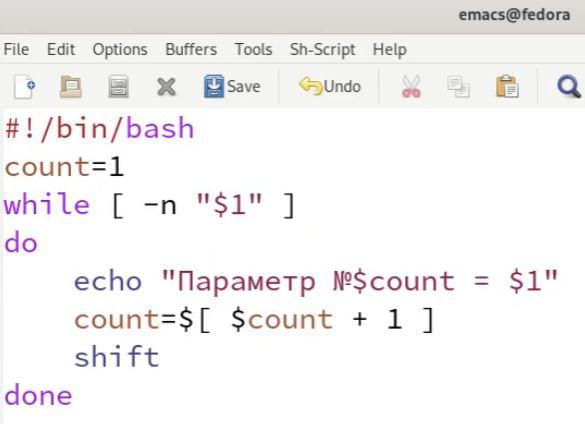 emacs@fedora
File Edit Options Buffers Tools Sh-Script Help
Save Undo
#!/bin/bash
count=1
while [ -n "$1" ]
do
    echo "Параметр №$count = $1"
    count=$[ $count + 1 ]
    shift
done